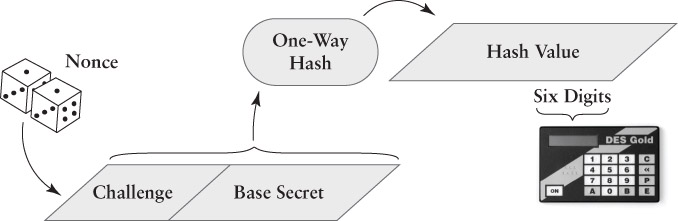 Nonce
One-Way
Hash
Hash Value
Six Digits
DES Gold
1 2 3 C
4 5 6 «
7 8 9 P
ON A 0 B E
Challenge
Base Secret